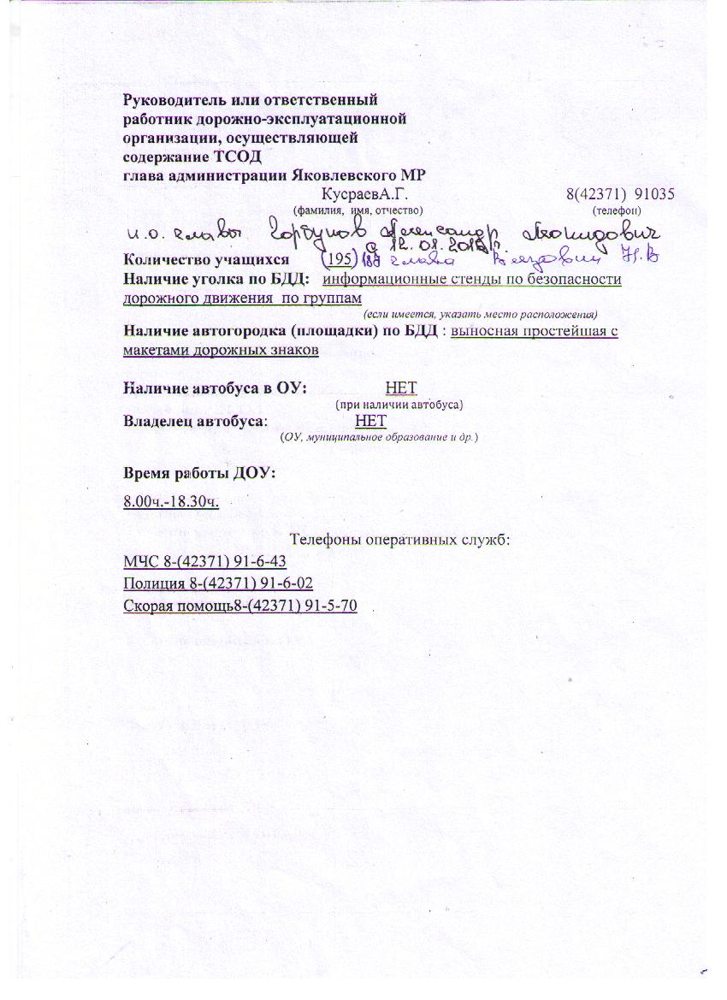 Руководитель или ответственный
работник дорожно-эксплуатационной
организации, осуществляющей
содержание ТСОД
глава администрации Яковлевского МР
КусраевА.Г. 8(42371) 91035
(фамилия, имя, отчество) (телефон)
и.о. главы Горбунов Александр Леонидович
с 12.01.
Количество учащихся (195) глава Н.В
Наличие уголка по БДД: информационные стенды по безопасности
дорожного движения по группам
(если имеется, указать место расположения)
Наличие автогородка (площадки) по БДД : выносная простейшая с
макетами дорожных знаков
Наличие автобуса в ОУ: НЕТ
(при наличии автобуса)
Владелец автобуса: НЕТ
(ОУ, муниципальное образование и др.)
Время работы ДОУ:
8.00ч.-18.30ч.
Телефоны оперативных служб:
МЧС 8-(42371) 91-6-43
Полиция 8-(42371) 91-6-02
Скорая помощь8-(42371) 91-5-70